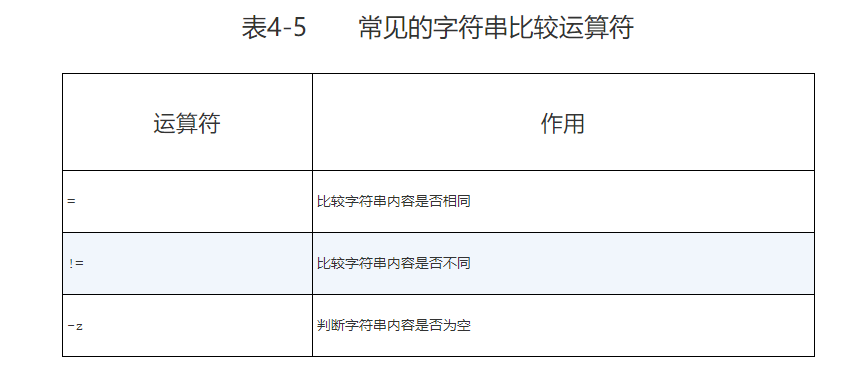 表4-5 常见的字符串比较运算符
运算符 作用
= 比较字符串内容是否相同
!= 比较字符串内容是否不同
-z 判断字符串内容是否为空